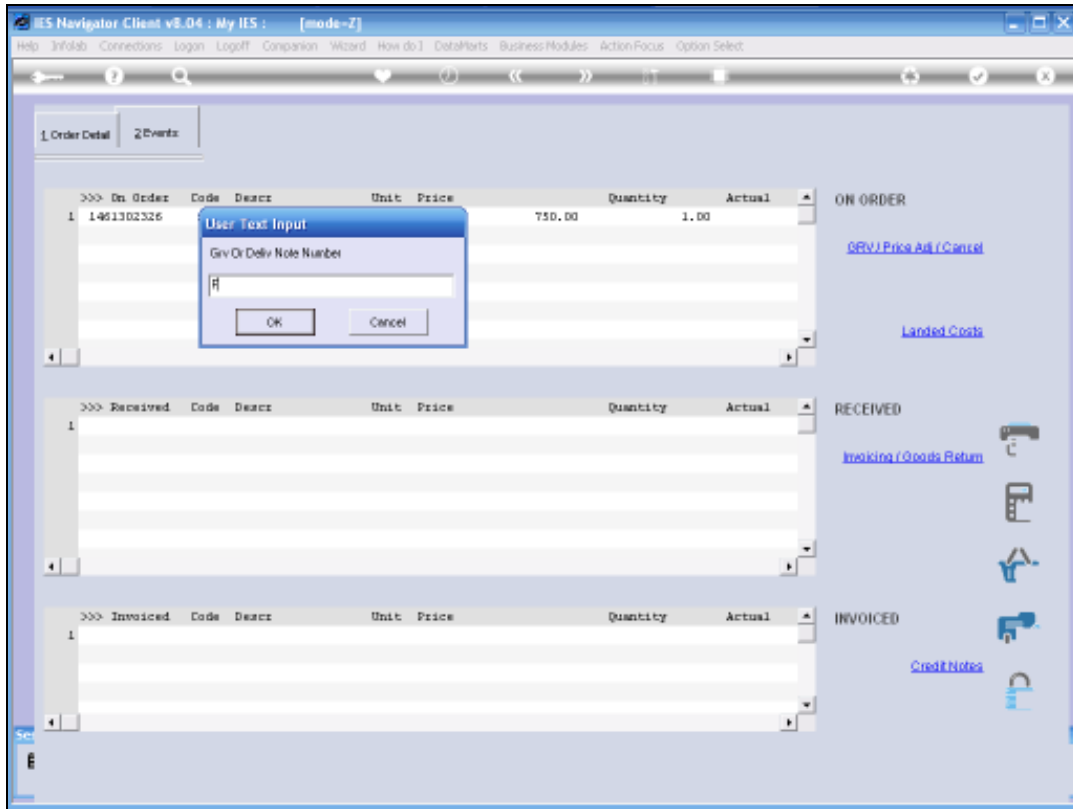 IES Navigator Client v8.04 : My IES : [mode=Z]
Help Infolab Connections Logon Logoff Companion Wizard How do I DataMarts Business Modules Action Focus Option Select
1 Order Detail 2 Events
>>> On Order Code Descr Unit Price Quantity Actual
ON ORDER
1 1461302326 750.00 1.00
User Text Input
Grv Or Deliv Note Number
OK Cancel
GRV / Price Adj / Cancel
Landed Costs
>>> Received Code Descr Unit Price Quantity Actual
RECEIVED
1
Invoicing / Goods Return
>>> Invoiced Code Descr Unit Price Quantity Actual
INVOICED
1
Credit Notes